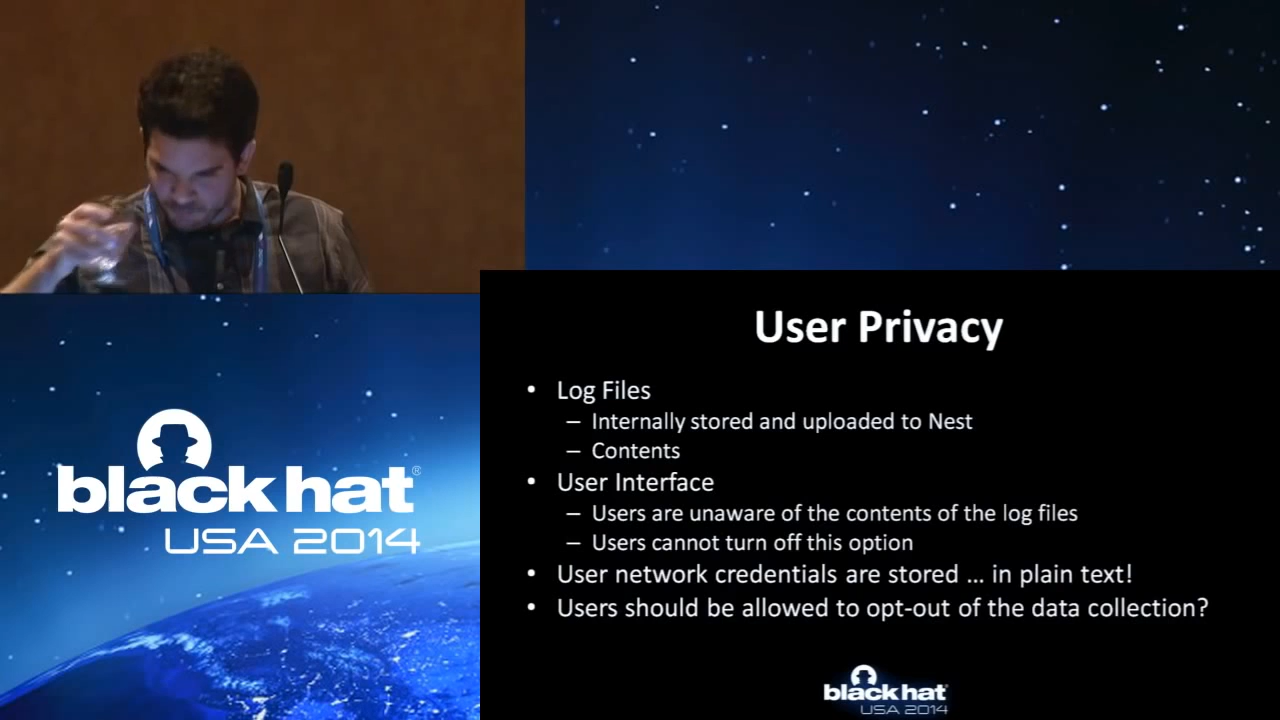 User Privacy
• Log Files
– Internally stored and uploaded to Nest
– Contents
• User Interface
– Users are unaware of the contents of the log files
– Users cannot turn off this option
• User network credentials are stored ... in plain text!
• Users should be allowed to opt-out of the data collection?
black hat®
USA 2014
black hat®
USA 2014